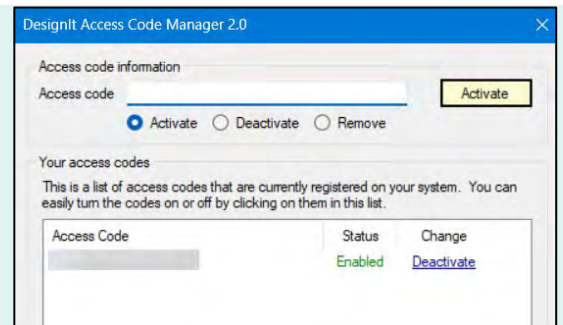 DesignIt Access Code Manager 2.0
Access code information
Access code Activate
Activate Deactivate Remove
Your access codes
This is a list of access codes that are currently registered on your system. You can
easily turn the codes on or off by clicking on them in this list.
Access Code Status Change
Enabled Deactivate